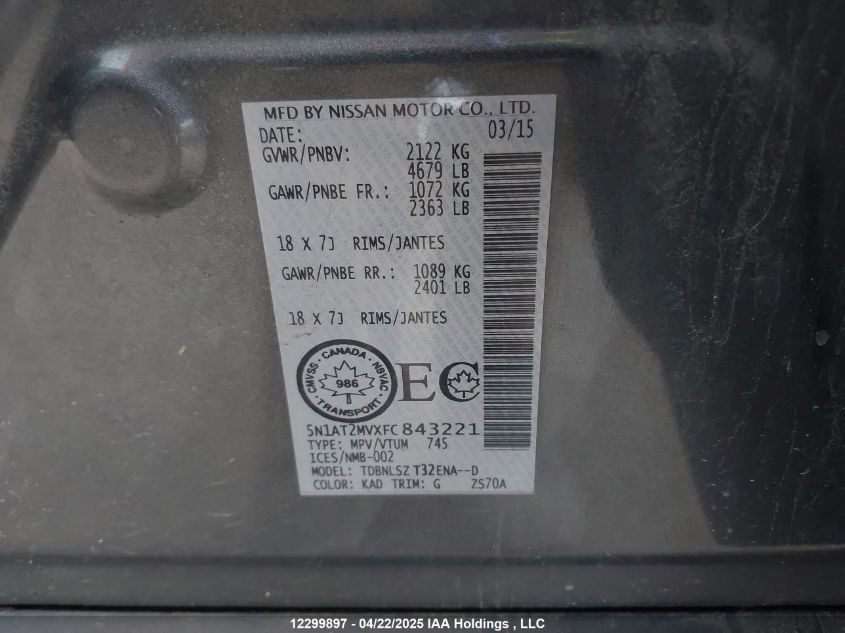 MFD BY NISSAN MOTOR CO., LTD.
DATE: 03/15
GVWR/PNBV: 2122 KG
4679 LB
GAWR/PNBE FR.: 1072 KG
2363 LB
18 X 7J RIMS/JANTES
GAWR/PNBE RR.: 1089 KG
2401 LB
18 X 7J RIMS/JANTES
CANADA
CMVSS NSVAC
986
TRANSPORT
EC
5N1AT2MVXFC843221
TYPE: MPV/VTUM 745
ICES/NMB-002
MODEL: TDBNLSZ T32ENA--D
COLOR: KAD TRIM: G ZS70A
12299897 - 04/22/2025 IAA Holdings , LLC